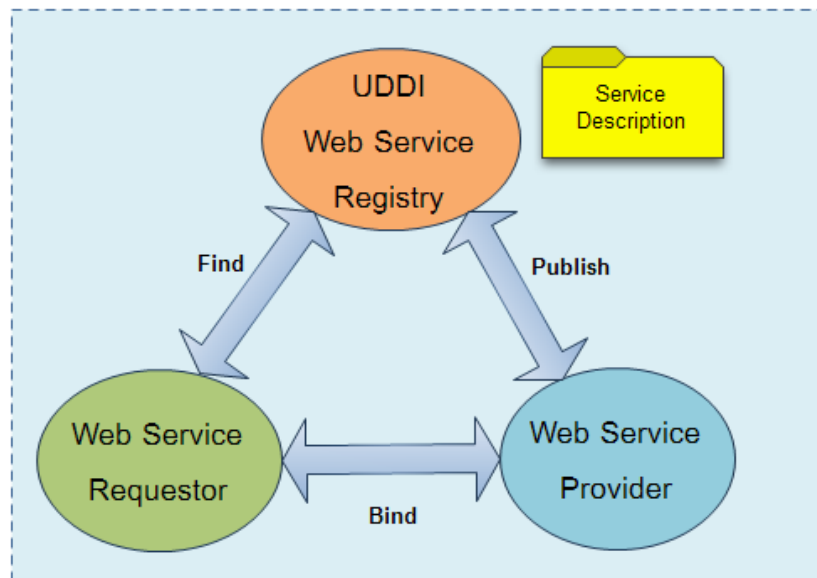 UDDI
Web Service
Registry
Service
Description
Find
Publish
Web Service
Requestor
Web Service
Provider
Bind